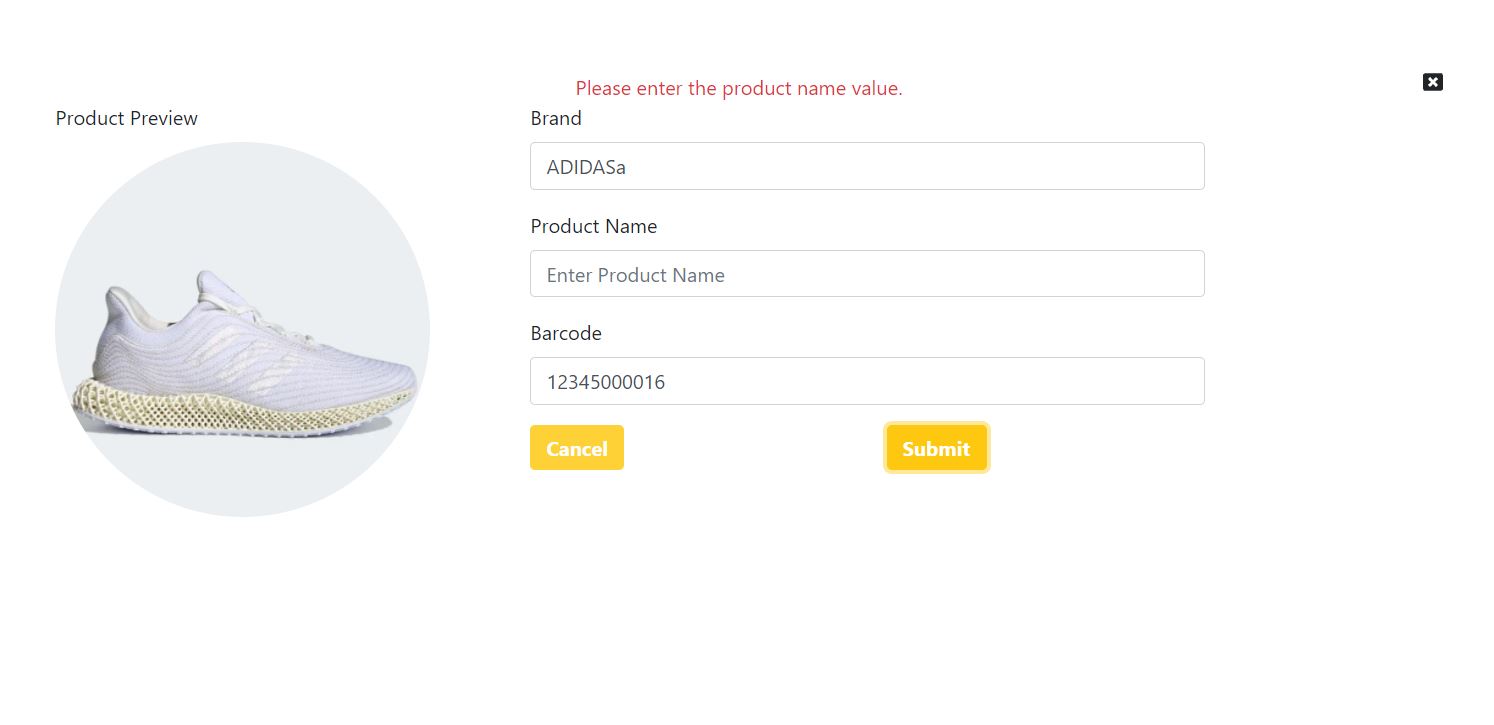 Please enter the product name value.
Product Preview
Brand
ADIDASa
Product Name
Enter Product Name
Barcode
12345000016
Cancel
Submit